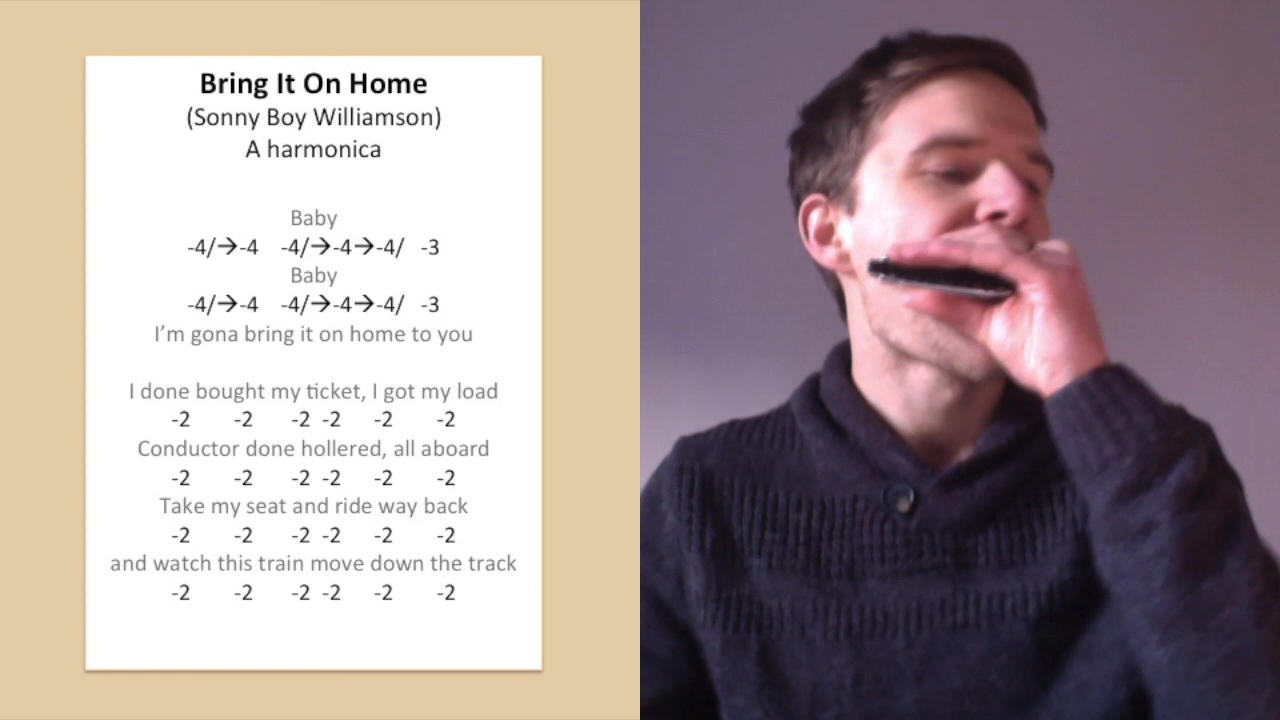 Bring It On Home
(Sonny Boy Williamson)
A harmonica
Baby
-4/→-4 -4/→-4→-4/ -3
Baby
-4/→-4 -4/→-4→-4/ -3
I’m gona bring it on home to you
I done bought my ticket, I got my load
-2 -2 -2 -2 -2 -2
Conductor done hollered, all aboard
-2 -2 -2 -2 -2 -2
Take my seat and ride way back
-2 -2 -2 -2 -2 -2
and watch this train move down the track
-2 -2 -2 -2 -2 -2